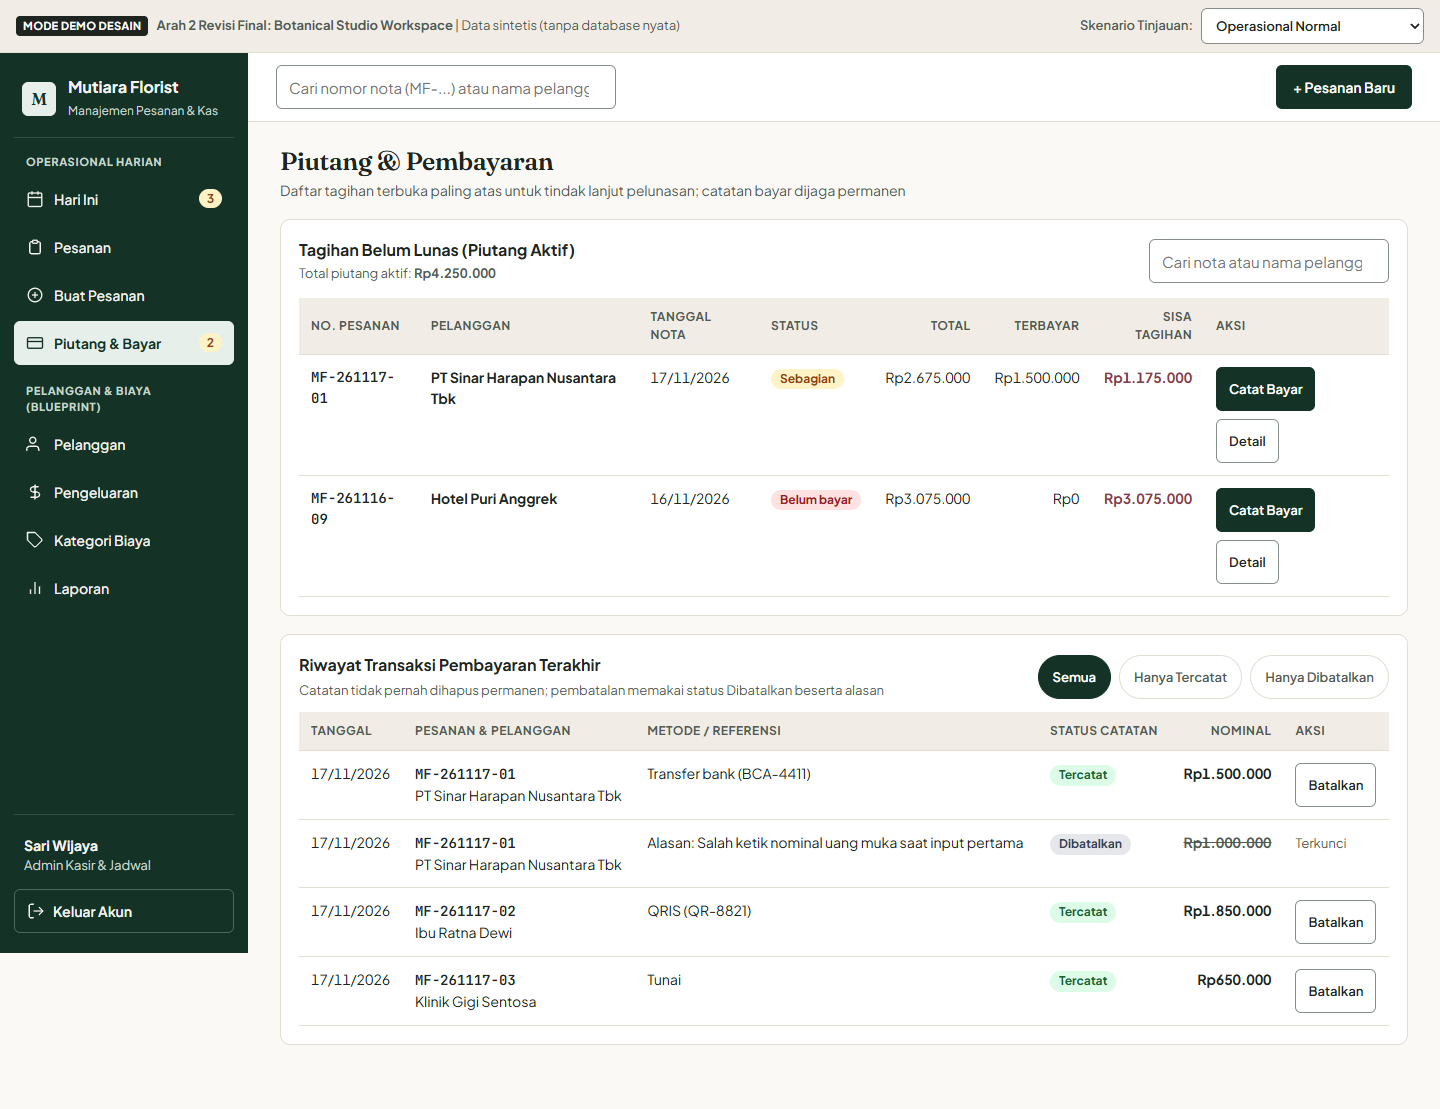 MODE DEMO DESAIN Arah 2 Revisi Final: Botanical Studio Workspace | Data sintetis (tanpa database nyata)
Skenario Tinjauan: Operasional Normal
M
Mutiara Florist
Manajemen Pesanan & Kas
OPERASIONAL HARIAN
Hari Ini 3
Pesanan
Buat Pesanan
Piutang & Bayar 2
PELANGGAN & BIAYA
(BLUEPRINT)
Pelanggan
Pengeluaran
Kategori Biaya
Laporan
Sari Wijaya
Admin Kasir & Jadwal
Keluar Akun
Cari nomor nota (MF-...) atau nama pelangg
+ Pesanan Baru
Piutang & Pembayaran
Daftar tagihan terbuka paling atas untuk tindak lanjut pelunasan; catatan bayar dijaga permanen
Tagihan Belum Lunas (Piutang Aktif)
Total piutang aktif: Rp4.250.000
Cari nota atau nama pelangg
NO. PESANAN PELANGGAN TANGGAL NOTA STATUS TOTAL TERBAYAR SISA TAGIHAN AKSI
MF-261117-01 PT Sinar Harapan Nusantara Tbk 17/11/2026 Sebagian Rp2.675.000 Rp1.500.000 Rp1.175.000 Catat Bayar
Detail
MF-261116-09 Hotel Puri Anggrek 16/11/2026 Belum bayar Rp3.075.000 Rp0 Rp3.075.000 Catat Bayar
Detail
Riwayat Transaksi Pembayaran Terakhir
Catatan tidak pernah dihapus permanen; pembatalan memakai status Dibatalkan beserta alasan
Semua Hanya Tercatat Hanya Dibatalkan
TANGGAL PESANAN & PELANGGAN METODE / REFERENSI STATUS CATATAN NOMINAL AKSI
17/11/2026 MF-261117-01 Transfer bank (BCA-4411) Tercatat Rp1.500.000 Batalkan
PT Sinar Harapan Nusantara Tbk
17/11/2026 MF-261117-01 Alasan: Salah ketik nominal uang muka saat input pertama Dibatalkan Rp1.000.000 Terkunci
PT Sinar Harapan Nusantara Tbk
17/11/2026 MF-261117-02 QRIS (QR-8821) Tercatat Rp1.850.000 Batalkan
Ibu Ratna Dewi
17/11/2026 MF-261117-03 Tunai Tercatat Rp650.000 Batalkan
Klinik Gigi Sentosa